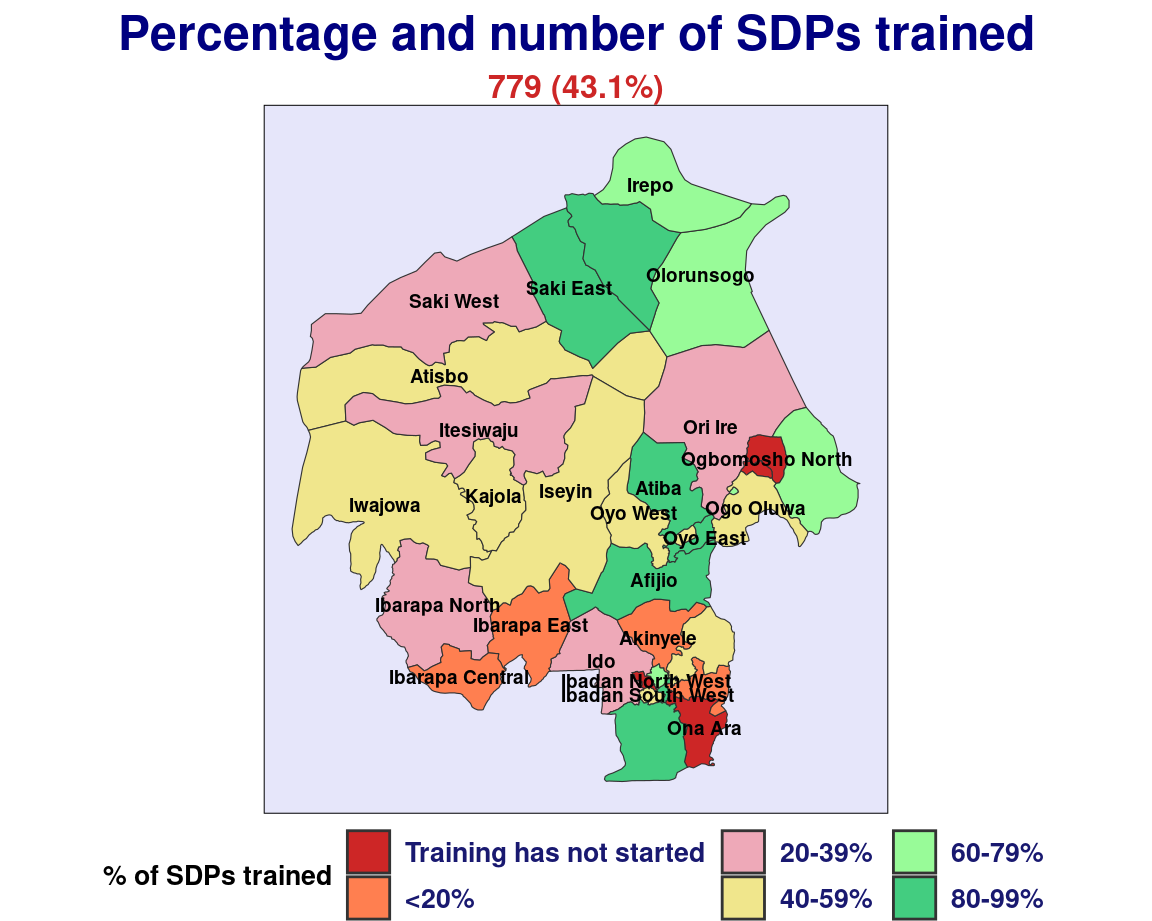 Percentage and number of SDPs trained
779 (43.1%)
Irepo
Olorunsogo
Saki East
Saki West
Atisbo
Ori Ire
Itesiwaju
Ogbomosho North
Atiba
Iseyin
Kajola
Iwajowa
Ogo Oluwa
Oyo West
Oyo East
Afijio
Ibarapa North
Ibarapa East
Akinyele
Ido
Ibarapa Central
Ibadan North West
Ibadan South West
Ona Ara
% of SDPs trained
Training has not started
<20%
20-39%
40-59%
60-79%
80-99%